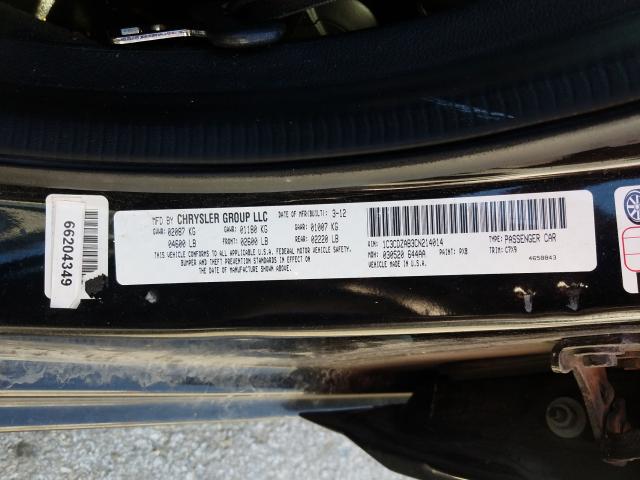 66204349
MFD BY CHRYSLER GROUP LLC DATE OF MFR(BUILT): 3-12
GVWR: 02087 KG GAWR: 01180 KG GAWR: 01007 KG
04600 LB FRONT: 02600 LB REAR: 02220 LB
THIS VEHICLE CONFORMS TO ALL APPLICABLE U.S.A. FEDERAL MOTOR VEHICLE SAFETY,
BUMPER AND THEFT PREVENTION STANDARDS IN EFFECT ON
THE DATE OF MANUFACTURE SHOWN ABOVE.
VIN: 1C3CDZAB3CN214014 TYPE: PASSENGER CAR
MDH: 030520 644AA PAINT: PXB TRIM: C7X9
VEHICLE MADE IN U.S.A. 4658843